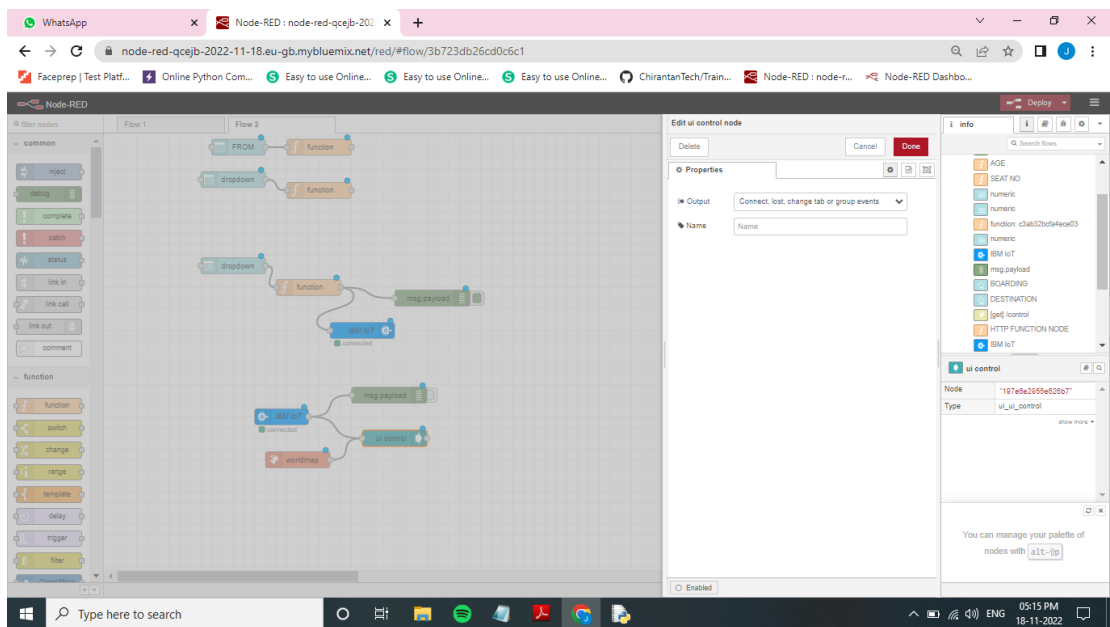 WhatsApp
Node-RED : node-red-qcejb-202
node-red-qcejb-2022-11-18.eu-gb.mybluemix.net/red/#flow/3b723db26cd0c6c1
J
Faceprep | Test Platf... Online Python Com... Easy to use Online... Easy to use Online... Easy to use Online... ChirantanTech/Train... Node-RED : node-r... Node-RED Dashbo...
Node-RED
Deploy
filter nodes
common
inject
debug
complete
catch
status
link in
link call
link out
comment
function
function
switch
change
range
template
delay
trigger
filter
Flow 1
Flow 2
FROM
function
dropdown
function
dropdown
function
msg.payload
IBM IoT
connected
msg.payload
IBM IoT
connected
ui control
worldmap
Edit ui control node
Delete
Cancel
Done
Properties
Output
Connect, lost, change tab or group events
Name
Name
Enabled
i info
i
Search flows
AGE
SEAT NO
numeric
numeric
function: c3ab32bcfa4ece03
numeric
IBM IoT
msg.payload
BOARDING
DESTINATION
[get] /control
HTTP FUNCTION NODE
IBM IoT
ui control
Node
"197e8e2955e826b7"
Type
ui_ui_control
show more
You can manage your palette of
nodes with alt-⇧p
Type here to search
ENG
05:15 PM
18-11-2022